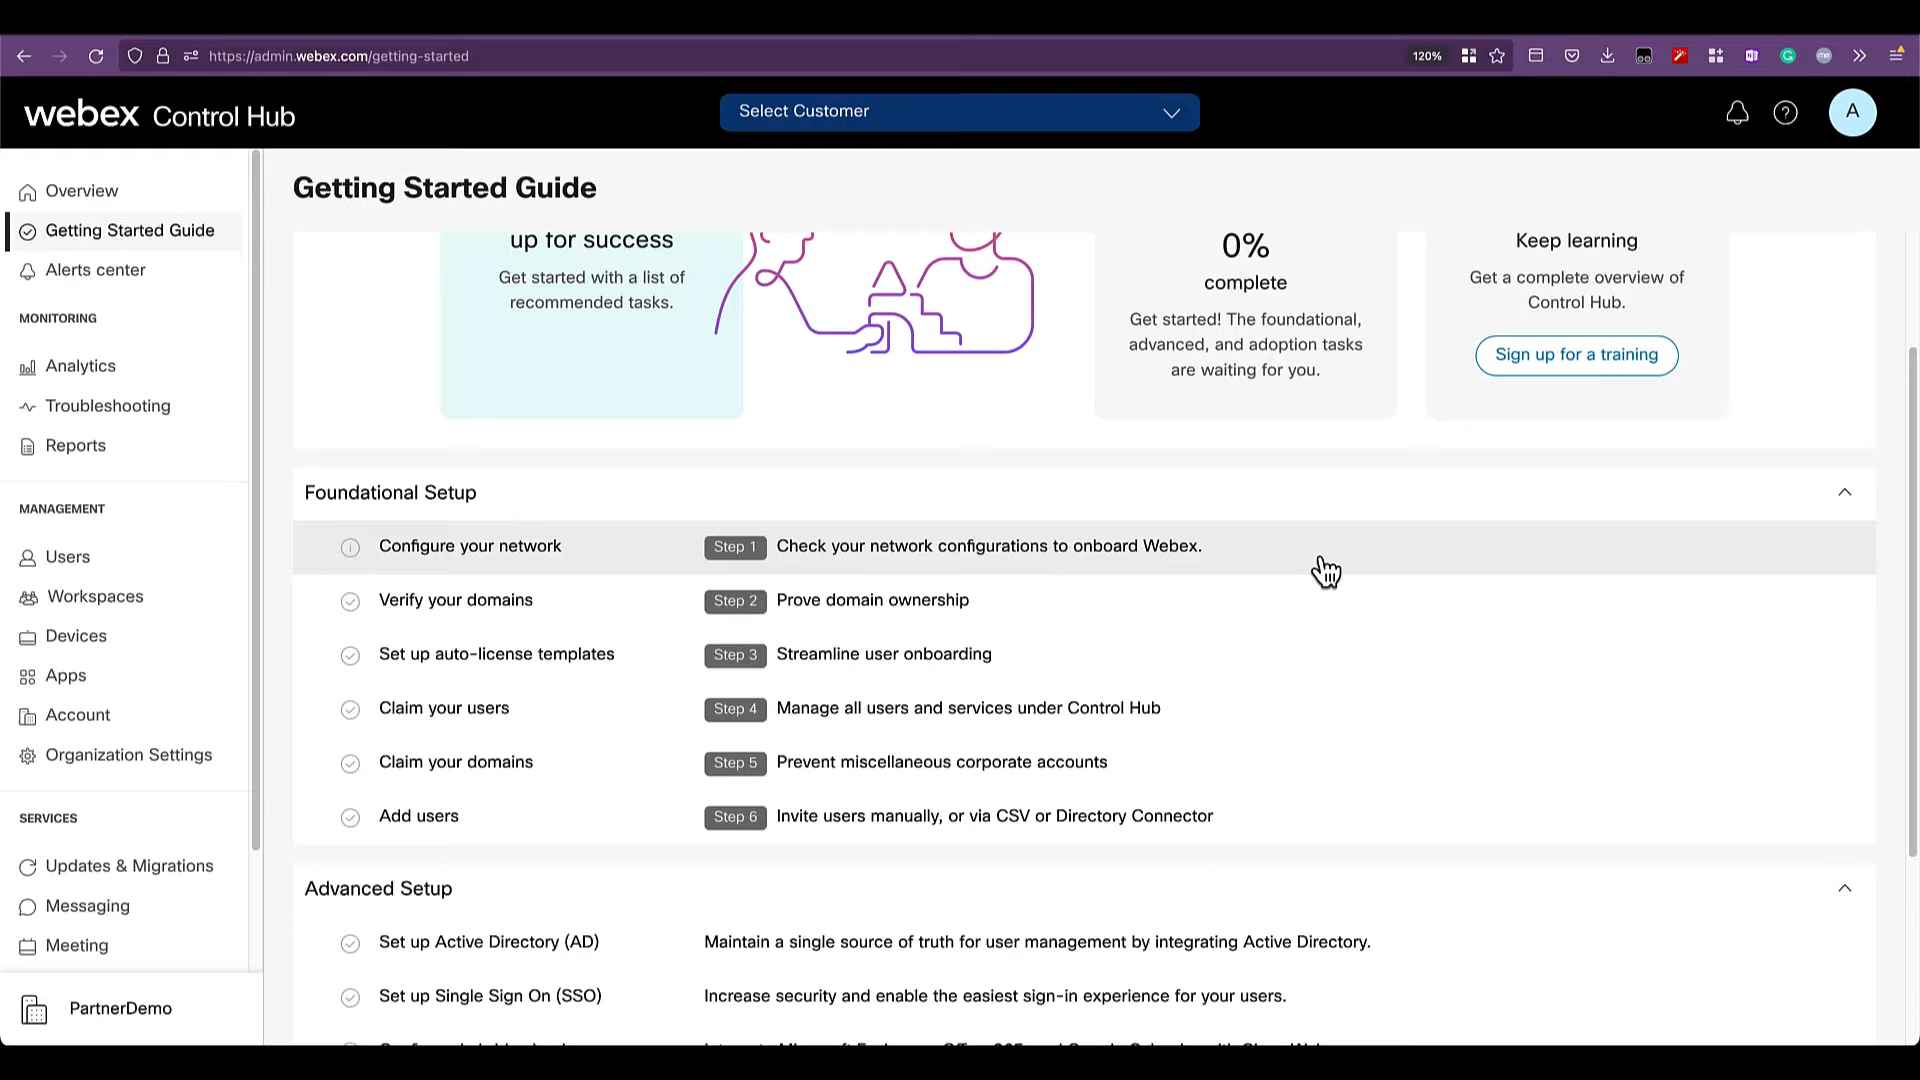 https://admin.webex.com/getting-started
120%
webex Control Hub
Select Customer
A
Overview
Getting Started Guide
Alerts center
MONITORING
Analytics
Troubleshooting
Reports
MANAGEMENT
Users
Workspaces
Devices
Apps
Account
Organization Settings
SERVICES
Updates & Migrations
Messaging
Meeting
PartnerDemo
Getting Started Guide
up for success
Get started with a list of
recommended tasks.
0%
complete
Get started! The foundational,
advanced, and adoption tasks
are waiting for you.
Keep learning
Get a complete overview of
Control Hub.
Sign up for a training
Foundational Setup
Configure your network Step 1 Check your network configurations to onboard Webex.
Verify your domains Step 2 Prove domain ownership
Set up auto-license templates Step 3 Streamline user onboarding
Claim your users Step 4 Manage all users and services under Control Hub
Claim your domains Step 5 Prevent miscellaneous corporate accounts
Add users Step 6 Invite users manually, or via CSV or Directory Connector
Advanced Setup
Set up Active Directory (AD) Maintain a single source of truth for user management by integrating Active Directory.
Set up Single Sign On (SSO) Increase security and enable the easiest sign-in experience for your users.